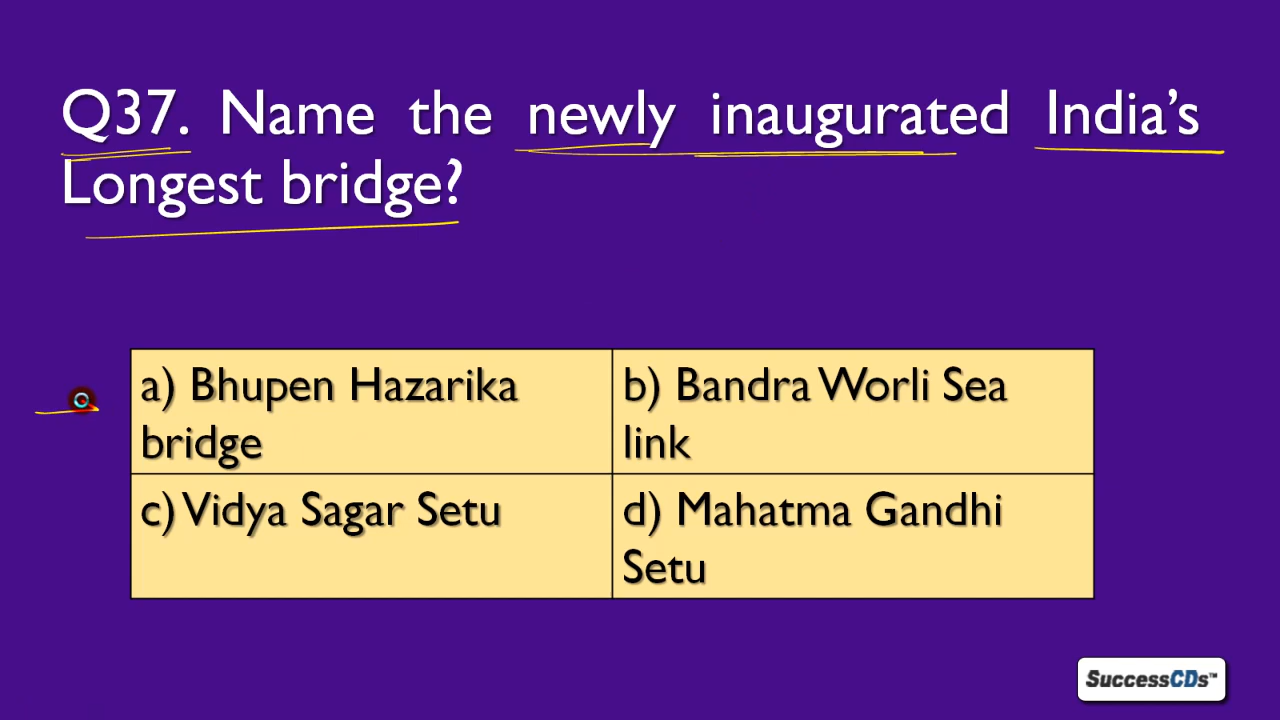 Q37. Name the newly inaugurated India's
Longest bridge?
a) Bhupen Hazarika
bridge
b) Bandra Worli Sea
link
c) Vidya Sagar Setu
d) Mahatma Gandhi
Setu
SuccessCDs™